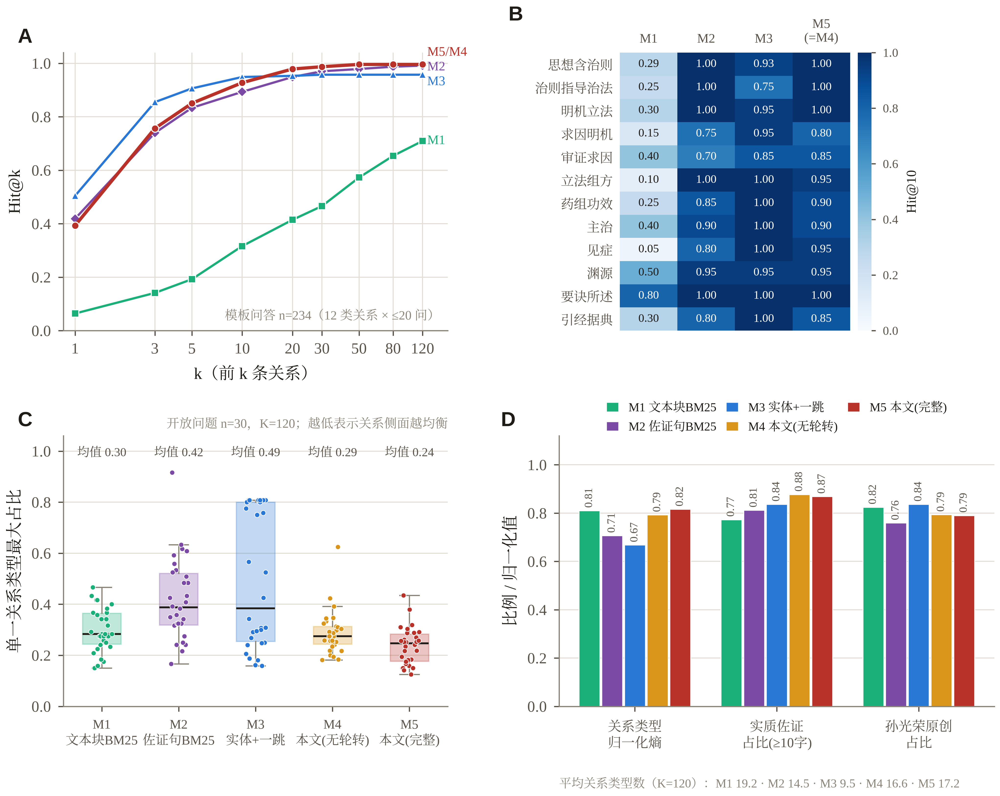 A
M5/M4
M2
M3
M1
1.0
0.8
0.6
0.4
0.2
0.0
Hit@k
模板问答 n=234（12 类关系 × ≤20 问）
1 3 5 10 20 30 50 80 120
k（前 k 条关系）
B
M1 M2 M3 M5
(=M4)
思想含治则 0.29 1.00 0.93 1.00
治则指导治法 0.25 1.00 0.75 1.00
明机立法 0.30 1.00 0.95 1.00
求因明机 0.15 0.75 0.95 0.80
审证求因 0.40 0.70 0.85 0.85
立法组方 0.10 1.00 1.00 0.95
药组功效 0.25 0.85 1.00 0.90
主治 0.40 0.90 1.00 0.90
见症 0.05 0.80 1.00 0.95
渊源 0.50 0.95 0.95 0.95
要诀所述 0.80 1.00 1.00 1.00
引经据典 0.30 0.80 1.00 0.85
1.0
0.8
0.6
0.4
0.2
0.0
Hit@10
C
开放问题 n=30，K=120；越低表示关系侧面越均衡
均值 0.30 均值 0.42 均值 0.49 均值 0.29 均值 0.24
1.0
0.8
0.6
0.4
0.2
0.0
单一关系类型最大占比
M1 M2 M3 M4 M5
文本块BM25 佐证句BM25 实体+一跳 本文(无轮转) 本文(完整)
D
M1 文本块BM25 M3 实体+一跳 M5 本文(完整)
M2 佐证句BM25 M4 本文(无轮转)
1.0
0.8
0.6
0.4
0.2
0.0
比例 / 归一化值
0.81 0.71 0.67 0.79 0.82
0.77 0.81 0.84 0.88 0.87
0.82 0.76 0.84 0.79 0.79
关系类型 实质佐证 孙光荣原创
归一化熵 占比(≥10字) 占比
平均关系类型数（K=120）：M1 19.2 · M2 14.5 · M3 9.5 · M4 16.6 · M5 17.2